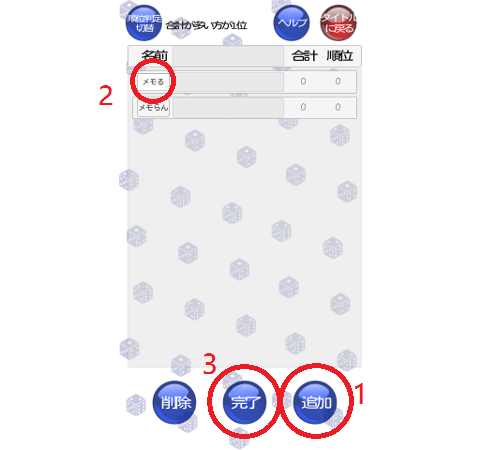 順位判定
切替
合計が多い方が1位
ヘルプ
タイトル
に戻る
名前 合計 順位
2
メモる 0 0
メモらん 0 0
3
1
削除 完了 追加